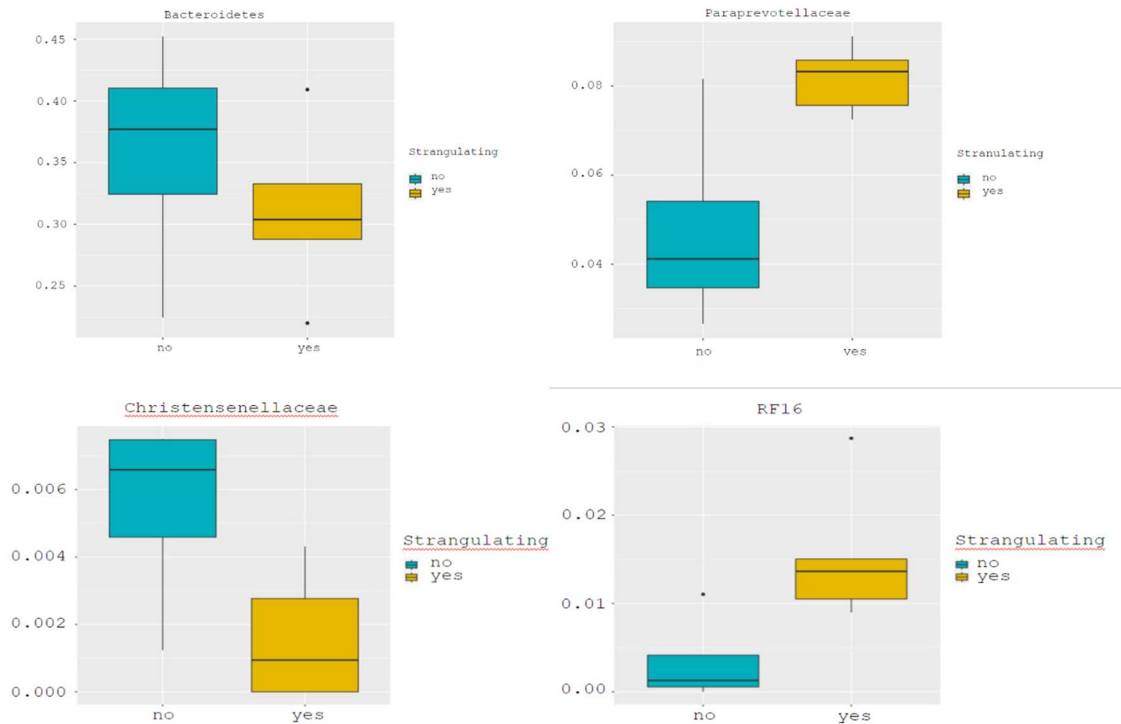 Bacteroidetes
0.45
0.40
0.35
0.30
0.25
no
yes
Strangulating
no
yes
Paraprevotellaceae
0.08
0.06
0.04
no
ves
Stranulating
no
yes
Christensenellaceae
0.006
0.004
0.002
0.000
no
yes
Strangulating
no
yes
RF16
0.03
0.02
0.01
0.00
no
yes
Strangulating
no
yes